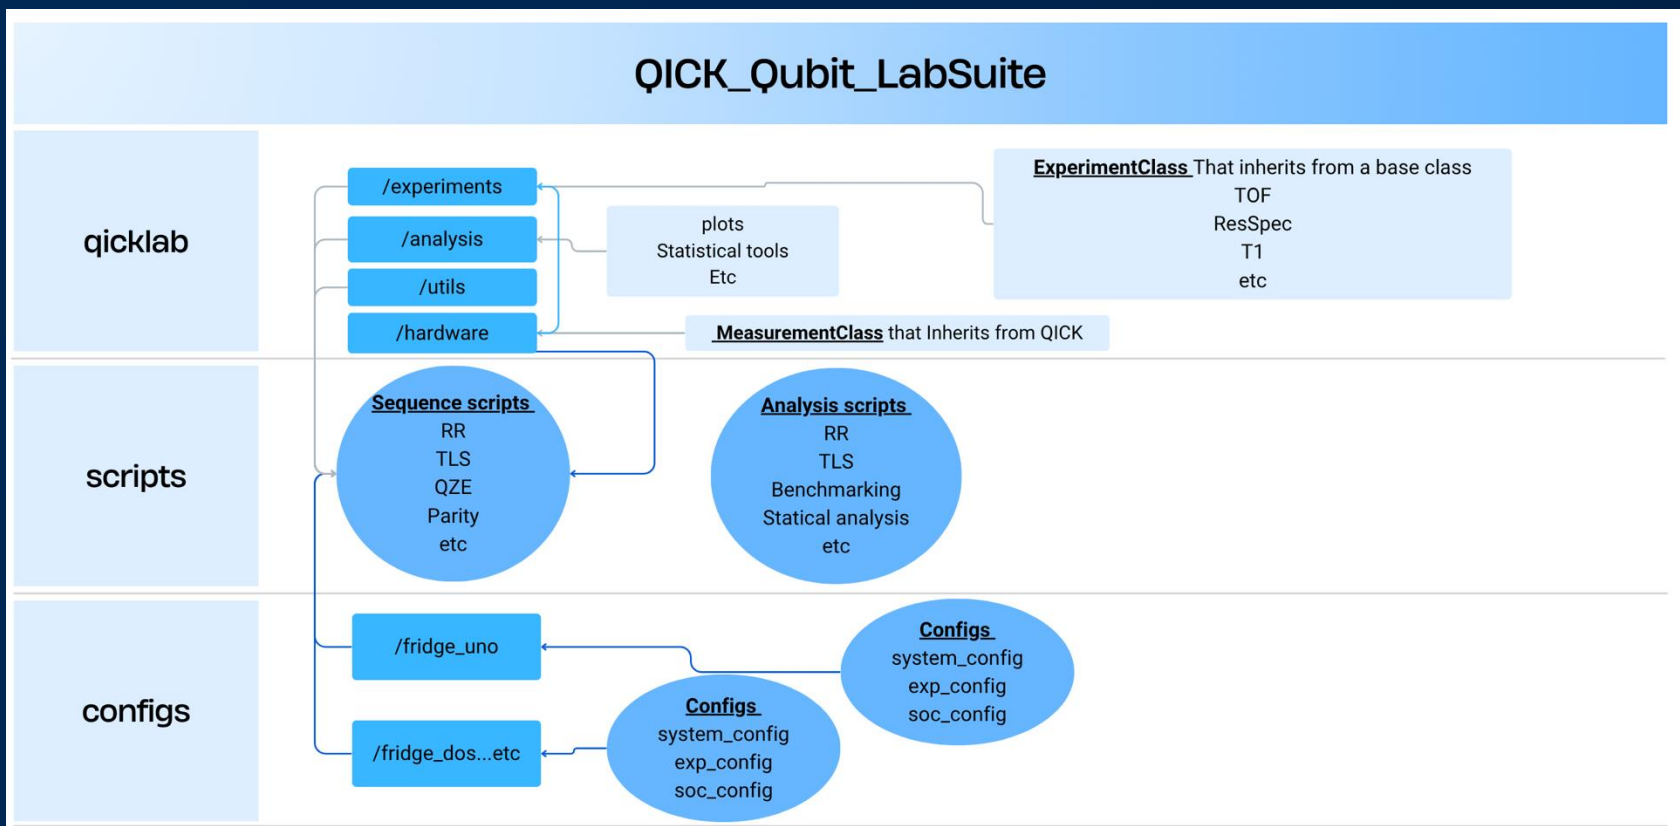 QICK_Qubit_LabSuite
qicklab
/experiments
/analysis
/utils
/hardware
plots
Statistical tools
Etc
ExperimentClass That inherits from a base class
TOF
ResSpec
T1
etc
MeasurementClass that Inherits from QICK
scripts
Sequence scripts
RR
TLS
QZE
Parity
etc
Analysis scripts
RR
TLS
Benchmarking
Statical analysis
etc
configs
/fridge_uno
/fridge_dos...etc
Configs
system_config
exp_config
soc_config
Configs
system_config
exp_config
soc_config